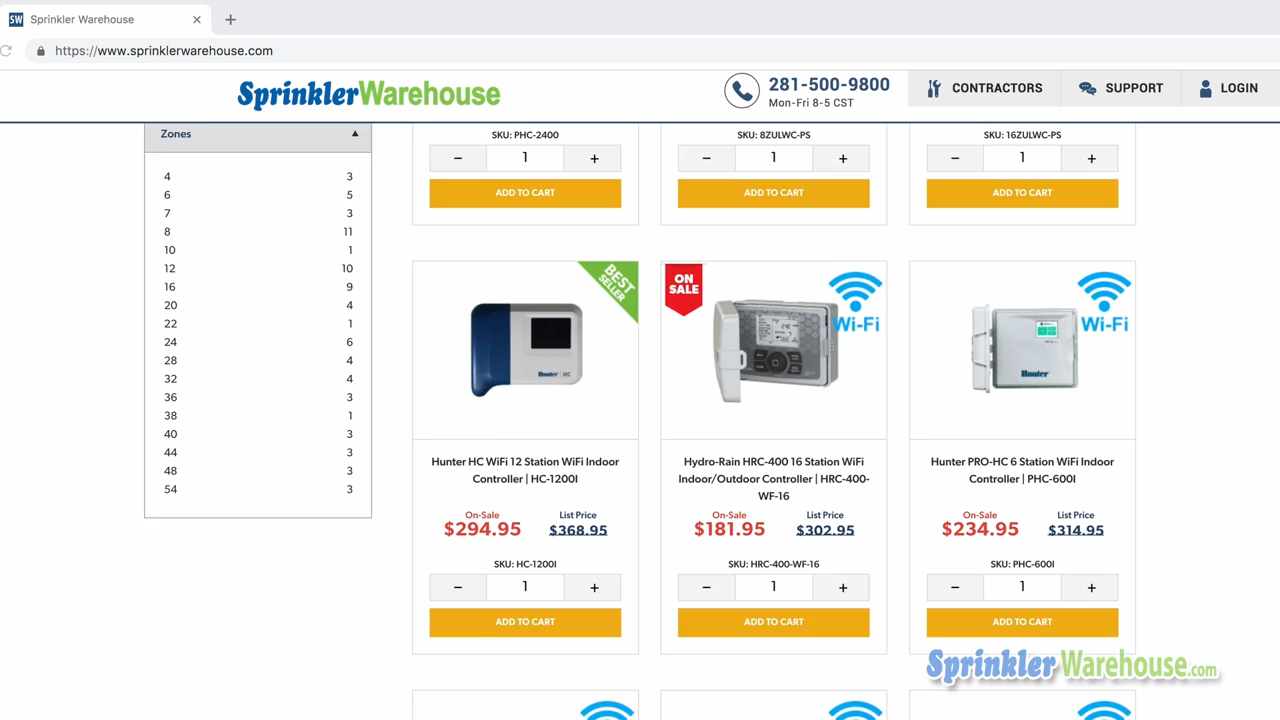 SW Sprinkler Warehouse
https://www.sprinklerwarehouse.com
SprinklerWarehouse
281-500-9800
Mon-Fri 8-5 CST
CONTRACTORS
SUPPORT
LOGIN
Zones
4 3
6 5
7 3
8 11
10 1
12 10
16 9
20 4
22 1
24 6
28 4
32 4
36 3
38 1
40 3
44 3
48 3
54 3
SKU: PHC-2400
− 1 +
ADD TO CART
SKU: 8ZULWC-PS
− 1 +
ADD TO CART
SKU: 16ZULWC-PS
− 1 +
ADD TO CART
BEST
SELLER
Hunter | HC
Hunter HC WiFi 12 Station WiFi Indoor
Controller | HC-1200I
On-Sale List Price
$294.95 $368.95
SKU: HC-1200I
− 1 +
ADD TO CART
ON
SALE
Wi-Fi
Hydro-Rain HRC-400 16 Station WiFi
Indoor/Outdoor Controller | HRC-400-
WF-16
On-Sale List Price
$181.95 $302.95
SKU: HRC-400-WF-16
− 1 +
ADD TO CART
Wi-Fi
Hunter
Hunter PRO-HC 6 Station WiFi Indoor
Controller | PHC-600I
On-Sale List Price
$234.95 $314.95
SKU: PHC-600I
− 1 +
ADD TO CART
SprinklerWarehouse.com